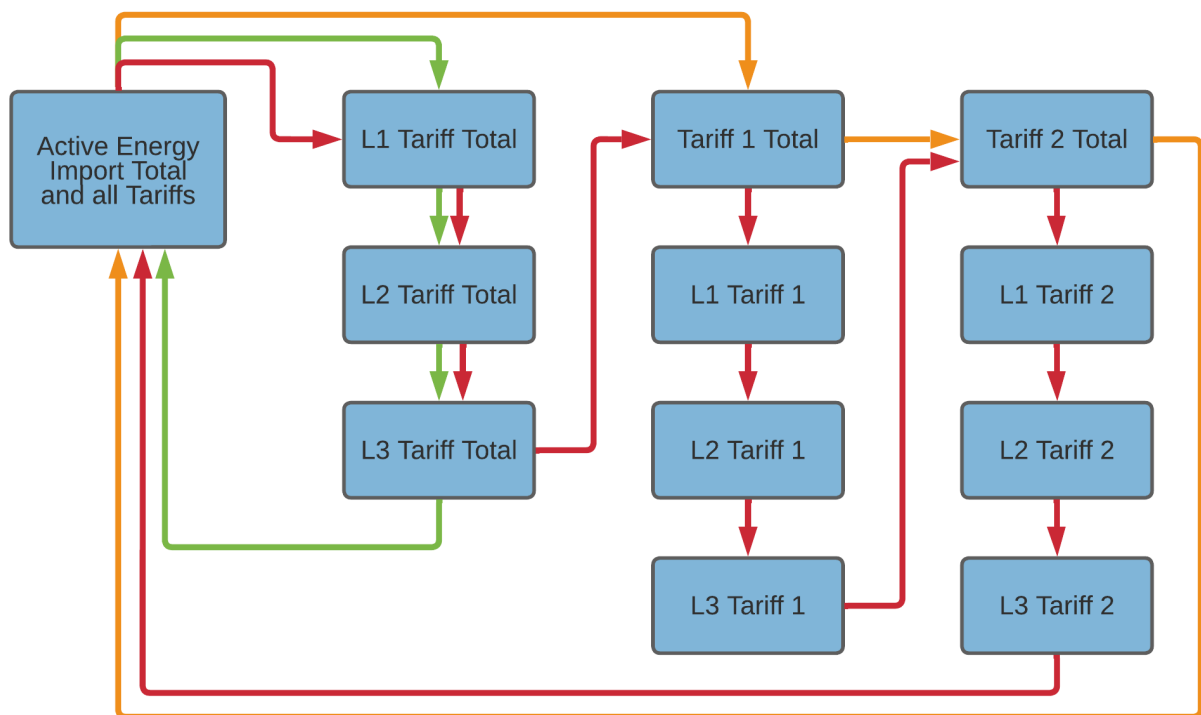 Active Energy
Import Total
and all Tariffs
L1 Tariff Total
Tariff 1 Total
Tariff 2 Total
L2 Tariff Total
L1 Tariff 1
L1 Tariff 2
L3 Tariff Total
L2 Tariff 1
L2 Tariff 2
L3 Tariff 1
L3 Tariff 2